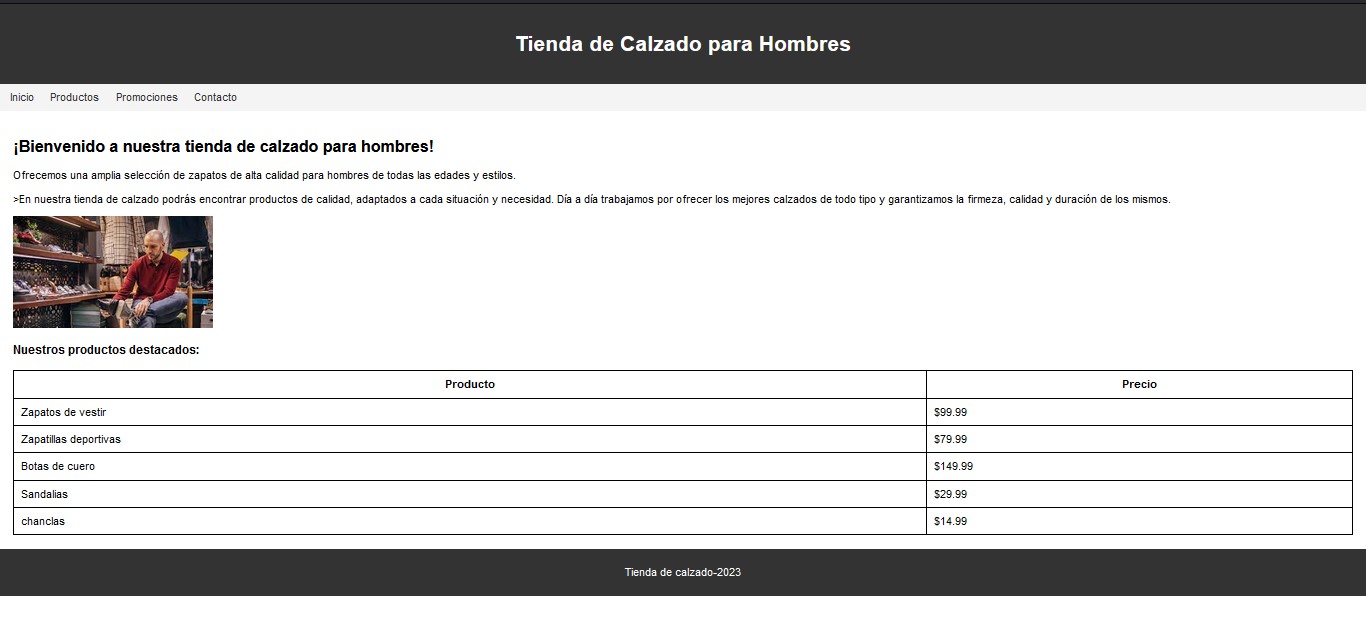 Tienda de Calzado para Hombres
Inicio Productos Promociones Contacto
¡Bienvenido a nuestra tienda de calzado para hombres!
Ofrecemos una amplia selección de zapatos de alta calidad para hombres de todas las edades y estilos.
>En nuestra tienda de calzado podrás encontrar productos de calidad, adaptados a cada situación y necesidad. Día a día trabajamos por ofrecer los mejores calzados de todo tipo y garantizamos la firmeza, calidad y duración de los mismos.
Nuestros productos destacados:
Producto Precio
Zapatos de vestir $99.99
Zapatillas deportivas $79.99
Botas de cuero $149.99
Sandalias $29.99
chanclas $14.99
Tienda de calzado-2023